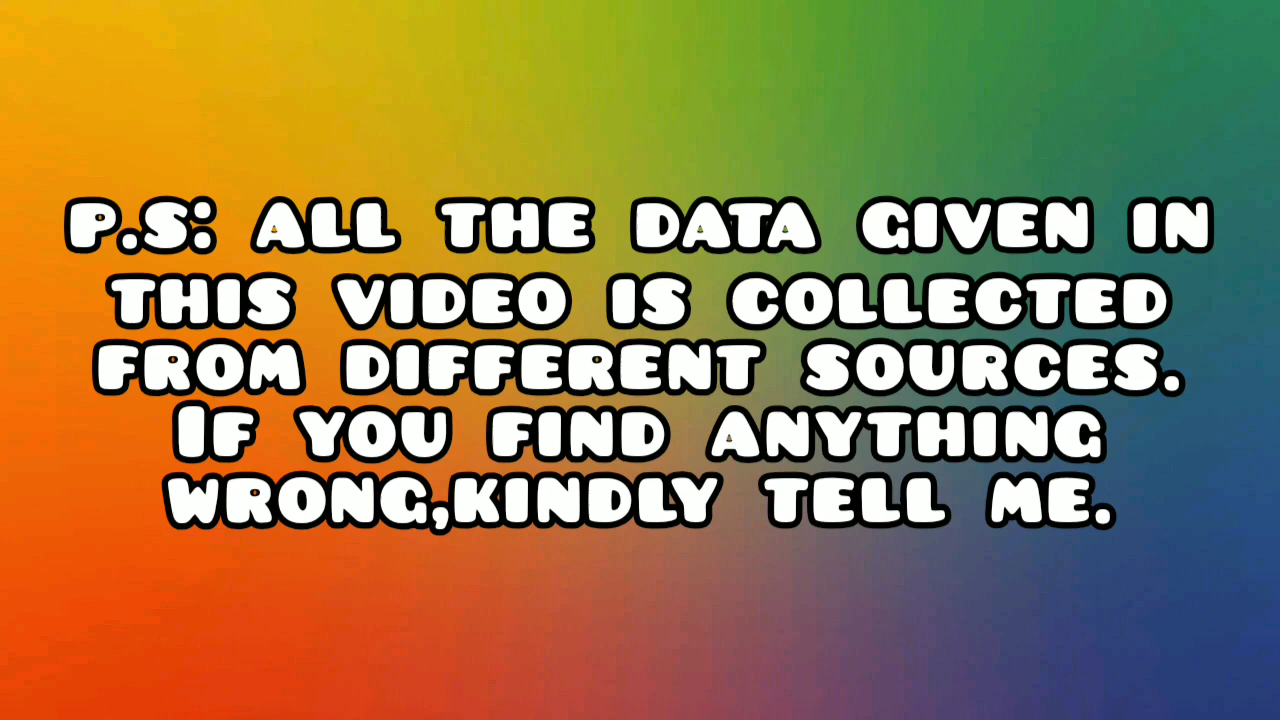 P.S: ALL THE DATA GIVEN IN
THIS VIDEO IS COLLECTED
FROM DIFFERENT SOURCES.
IF YOU FIND ANYTHING
WRONG,KINDLY TELL ME.